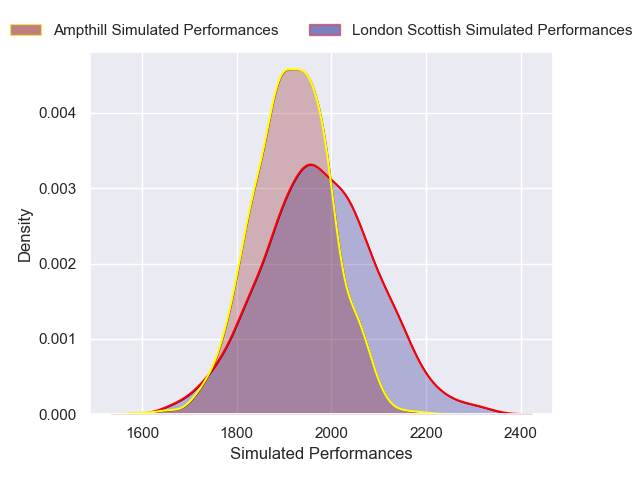 Ampthill Simulated Performances London Scottish Simulated Performances
0.004
0.003
0.002
0.001
0.000
Density
1600 1800 2000 2200 2400
Simulated Performances